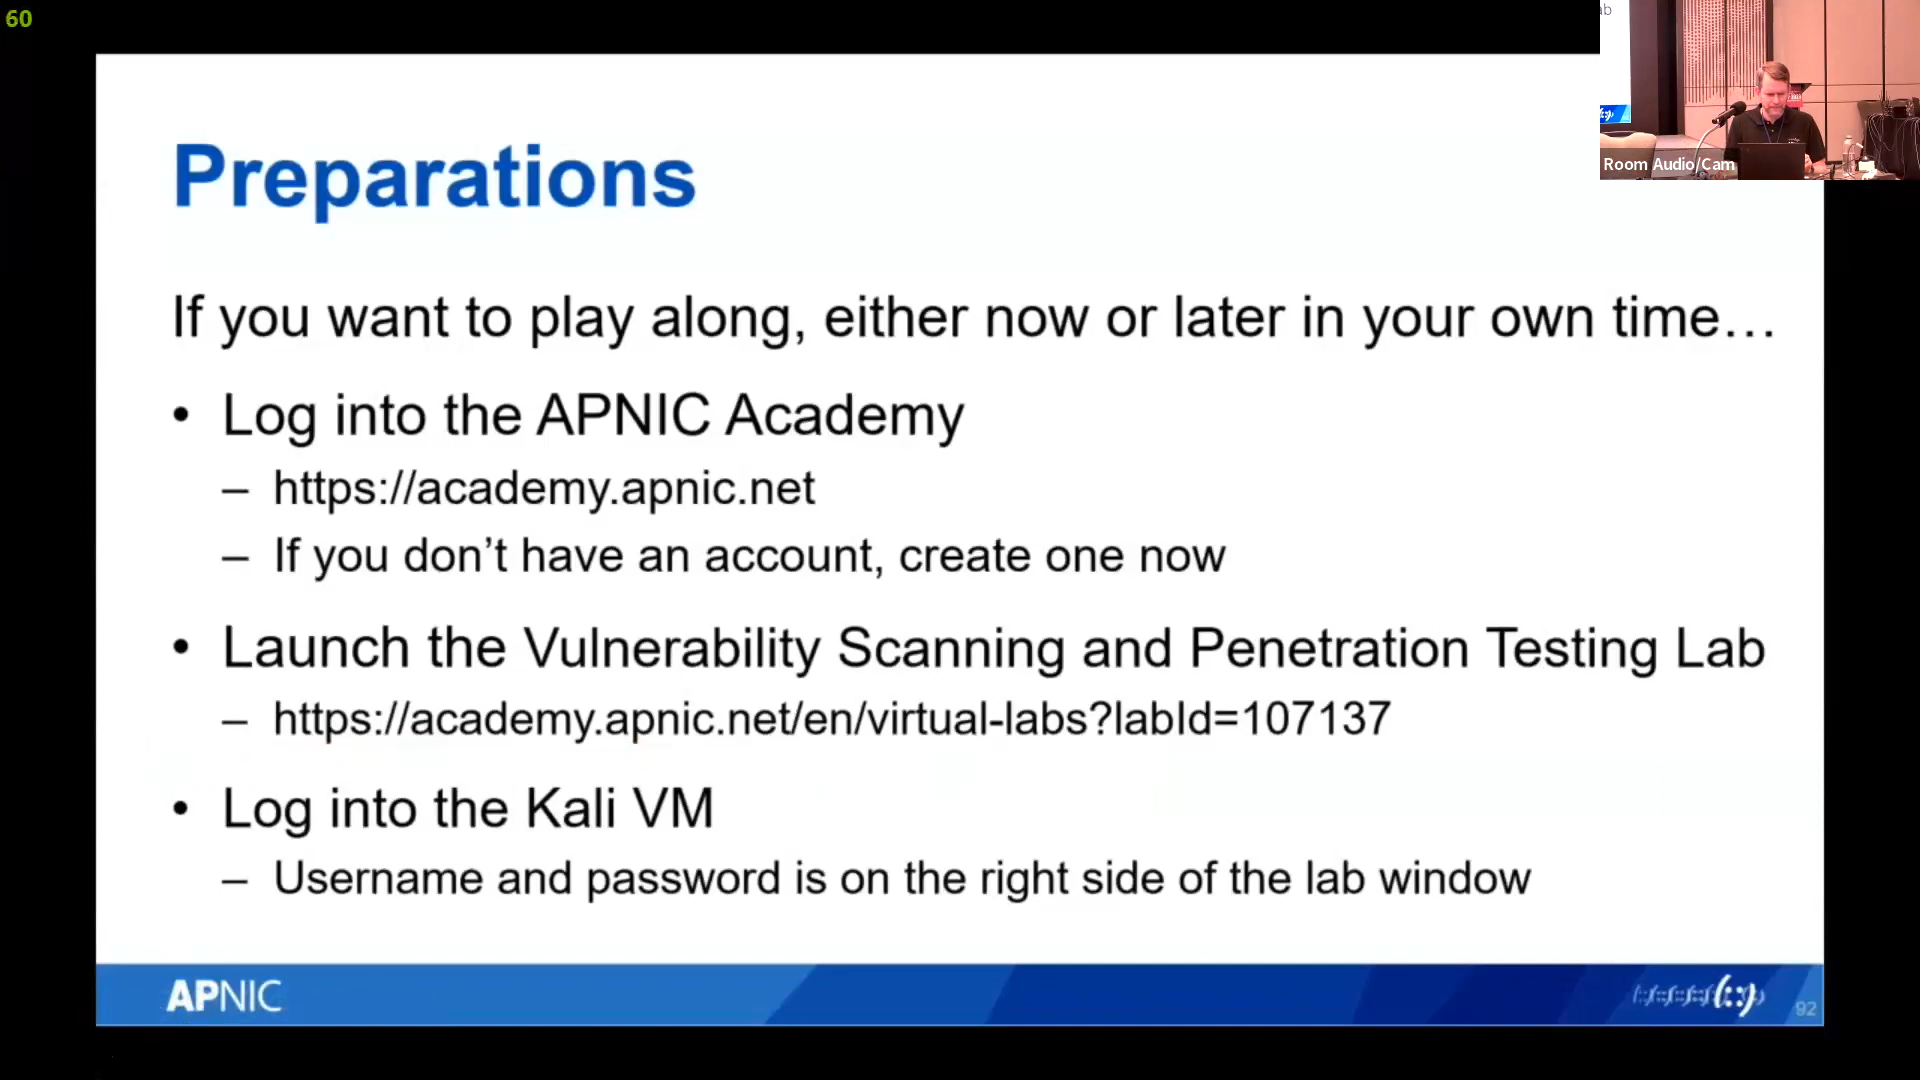 60
ab
Room Audio/Cam
Preparations
If you want to play along, either now or later in your own time…
• Log into the APNIC Academy
– https://academy.apnic.net
– If you don’t have an account, create one now
• Launch the Vulnerability Scanning and Penetration Testing Lab
– https://academy.apnic.net/en/virtual-labs?labId=107137
• Log into the Kali VM
– Username and password is on the right side of the lab window
APNIC
(::)
92